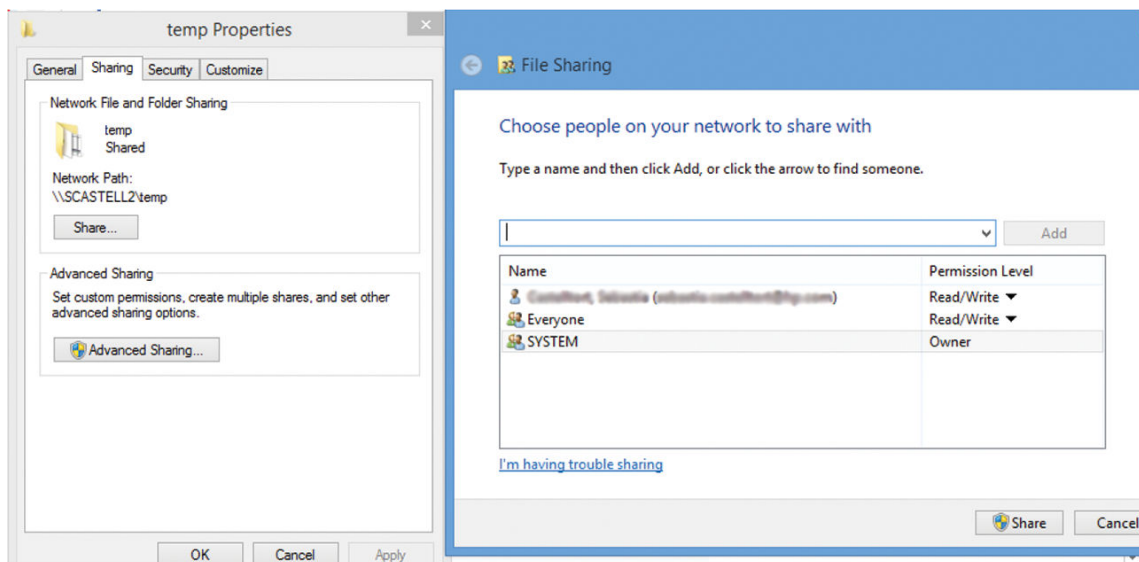 temp Properties
General Sharing Security Customize
Network File and Folder Sharing
temp
Shared
Network Path:
\\SCASTELL2\temp
Share...
Advanced Sharing
Set custom permissions, create multiple shares, and set other
advanced sharing options.
Advanced Sharing...
OK Cancel Apply
File Sharing
Choose people on your network to share with
Type a name and then click Add, or click the arrow to find someone.
Add
Name Permission Level
Read/Write
Everyone Read/Write
SYSTEM Owner
I'm having trouble sharing
Share Cancel